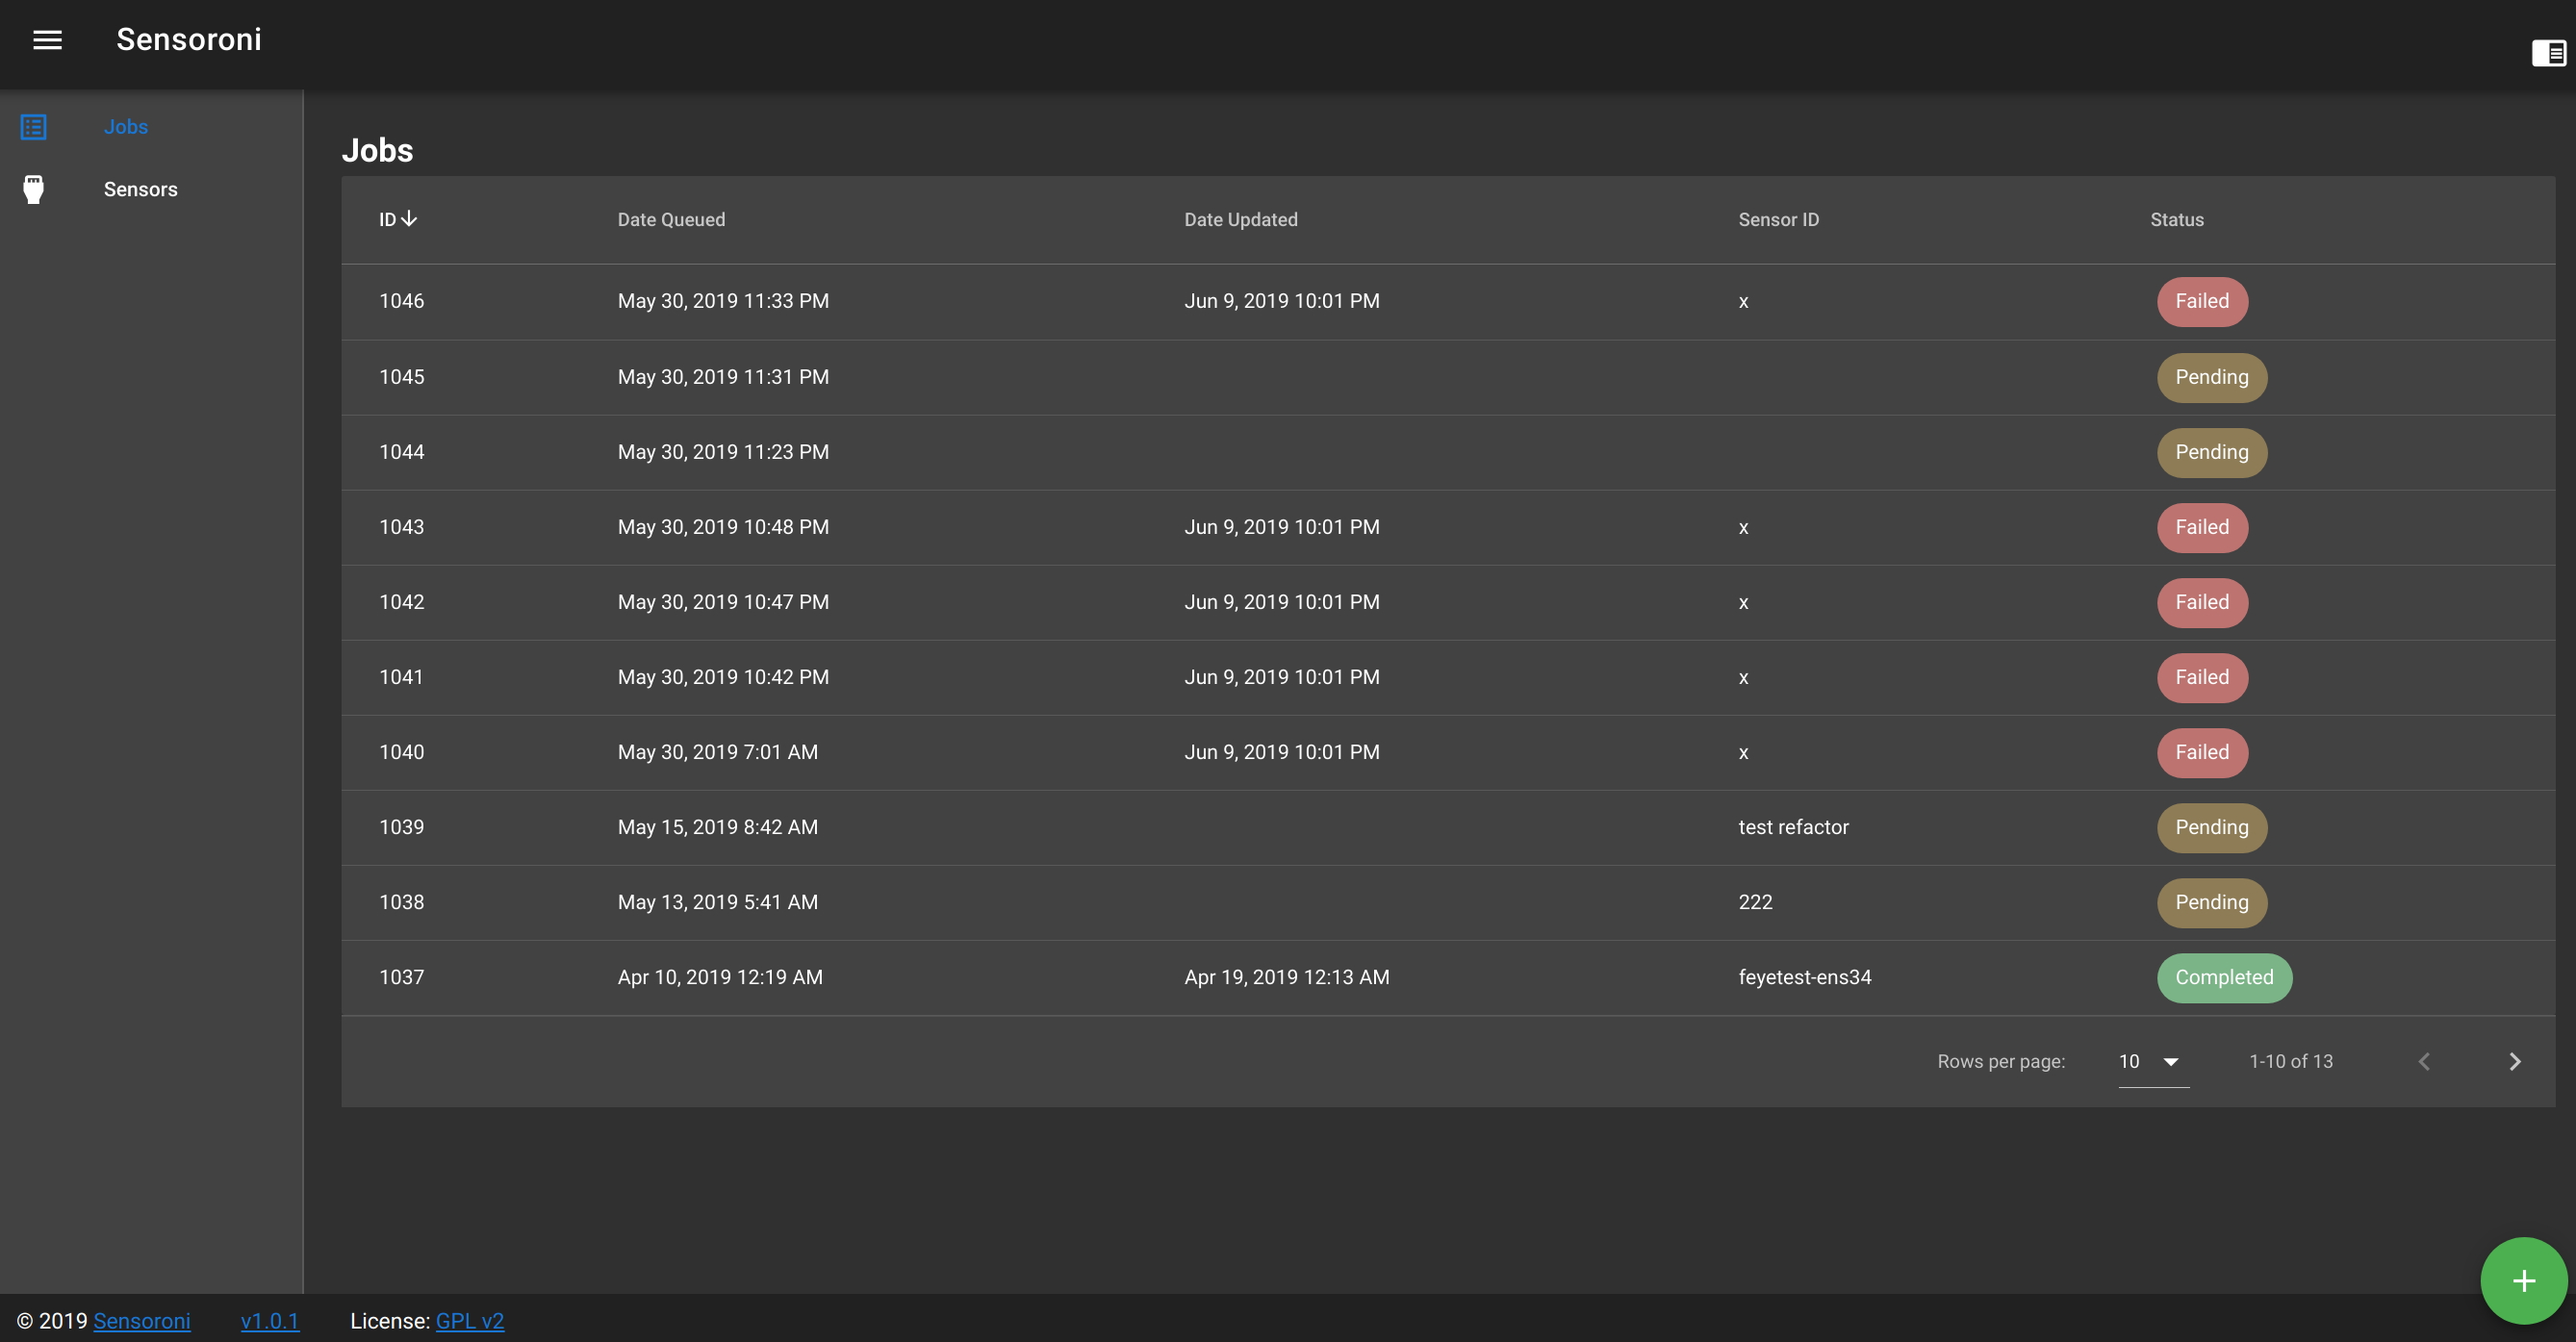 Sensoroni
Jobs
Sensors
Jobs
ID Date Queued Date Updated Sensor ID Status
1046 May 30, 2019 11:33 PM Jun 9, 2019 10:01 PM x Failed
1045 May 30, 2019 11:31 PM Pending
1044 May 30, 2019 11:23 PM Pending
1043 May 30, 2019 10:48 PM Jun 9, 2019 10:01 PM x Failed
1042 May 30, 2019 10:47 PM Jun 9, 2019 10:01 PM x Failed
1041 May 30, 2019 10:42 PM Jun 9, 2019 10:01 PM x Failed
1040 May 30, 2019 7:01 AM Jun 9, 2019 10:01 PM x Failed
1039 May 15, 2019 8:42 AM test refactor Pending
1038 May 13, 2019 5:41 AM 222 Pending
1037 Apr 10, 2019 12:19 AM Apr 19, 2019 12:13 AM feyetest-ens34 Completed
Rows per page: 10 1-10 of 13
© 2019 Sensoroni v1.0.1 License: GPL v2